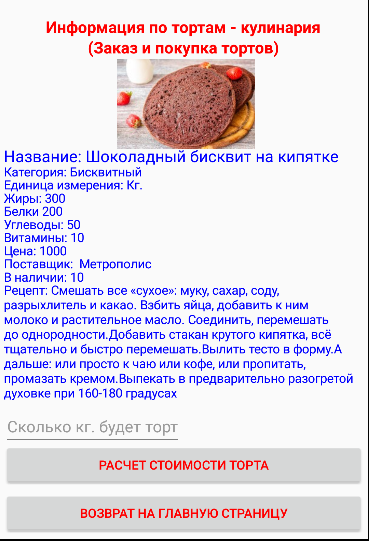 Информация по тортам - кулинария
(Заказ и покупка тортов)
Название: Шоколадный бисквит на кипятке
Категория: Бисквитный
Единица измерения: Кг.
Жиры: 300
Белки 200
Углеводы: 50
Витамины: 10
Цена: 1000
Поставщик:  Метрополис
В наличии: 10
Рецепт: Смешать все «сухое»: муку, сахар, соду,
разрыхлитель и какао. Взбить яйца, добавить к ним
молоко и растительное масло. Соединить, перемешать
до однородности.Добавить стакан крутого кипятка, всё
тщательно и быстро перемешать.Вылить тесто в форму.А
дальше: или просто к чаю или кофе, или пропитать,
промазать кремом.Выпекать в предварительно разогретой
духовке при 160-180 градусах
Сколько кг. будет торт
РАСЧЕТ СТОИМОСТИ ТОРТА
ВОЗВРАТ НА ГЛАВНУЮ СТРАНИЦУ